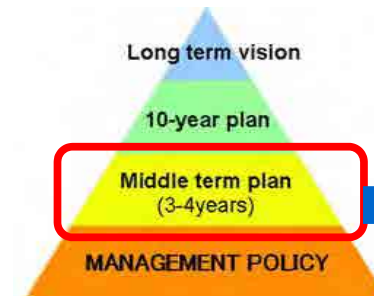 Long term vision
10-year plan
Middle term plan
(3-4years)
MANAGEMENT POLICY